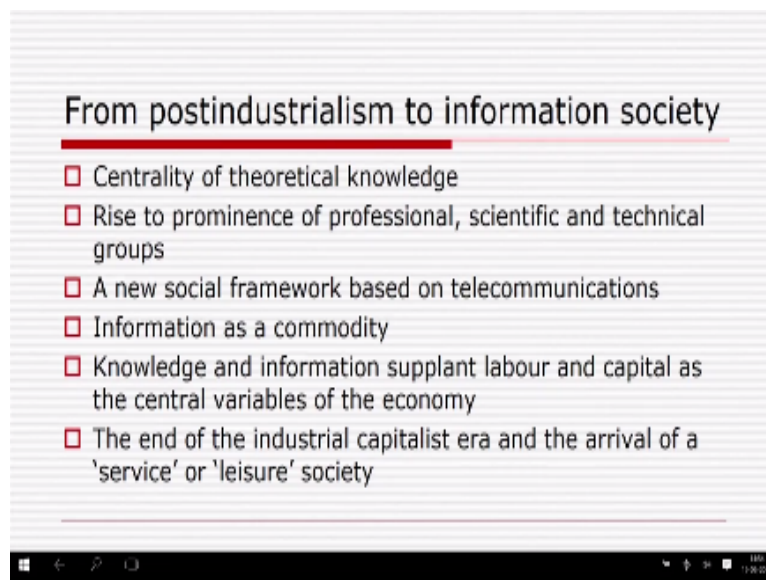 From postindustrialism to information society
Centrality of theoretical knowledge
Rise to prominence of professional, scientific and technical
groups
A new social framework based on telecommunications
Information as a commodity
Knowledge and information supplant labour and capital as
the central variables of the economy
The end of the industrial capitalist era and the arrival of a
‘service’ or ‘leisure’ society